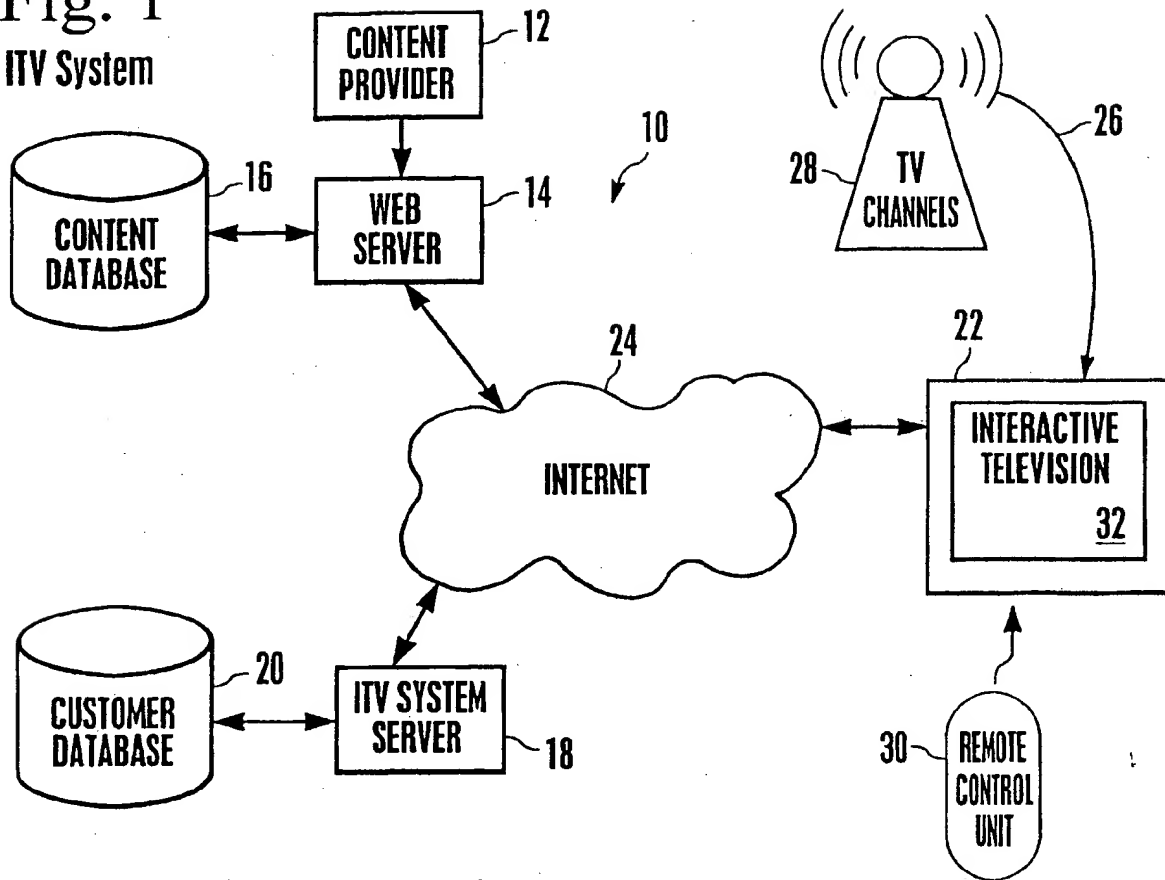 Fig. 1
ITV System
CONTENT
PROVIDER
12
10
26
28
TV
CHANNELS
16
CONTENT
DATABASE
WEB
SERVER
14
24
INTERNET
22
INTERACTIVE
TELEVISION
32
20
CUSTOMER
DATABASE
ITV SYSTEM
SERVER
18
30
REMOTE
CONTROL
UNIT